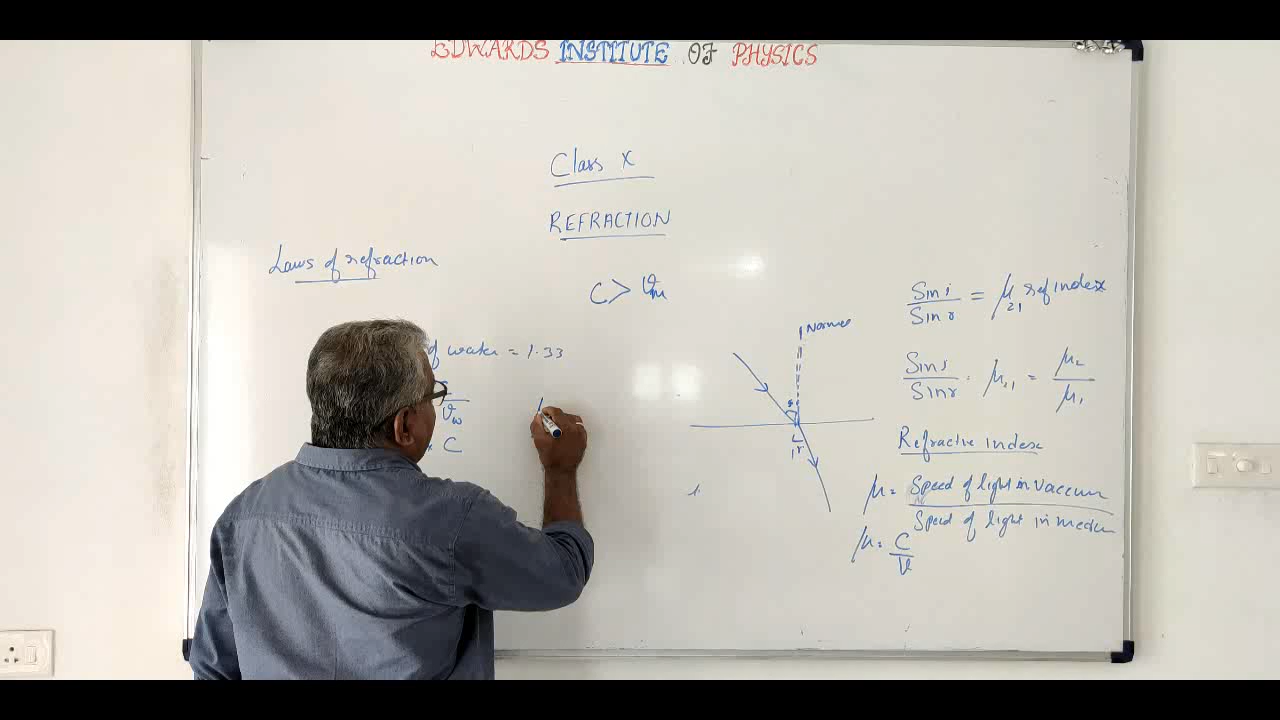 EDWARDS INSTITUTE OF PHYSICS
Class X
REFRACTION
Laws of refraction
C > Vm
of water = 1.33
Vw
C
Normal
i
r
Sin i / Sin r = μ21 ref index
Sin i / Sin r = μ21 = μ2 / μ1
Refractive index
μ = Speed of light in vaccum / Speed of light in medium
μ = C / V